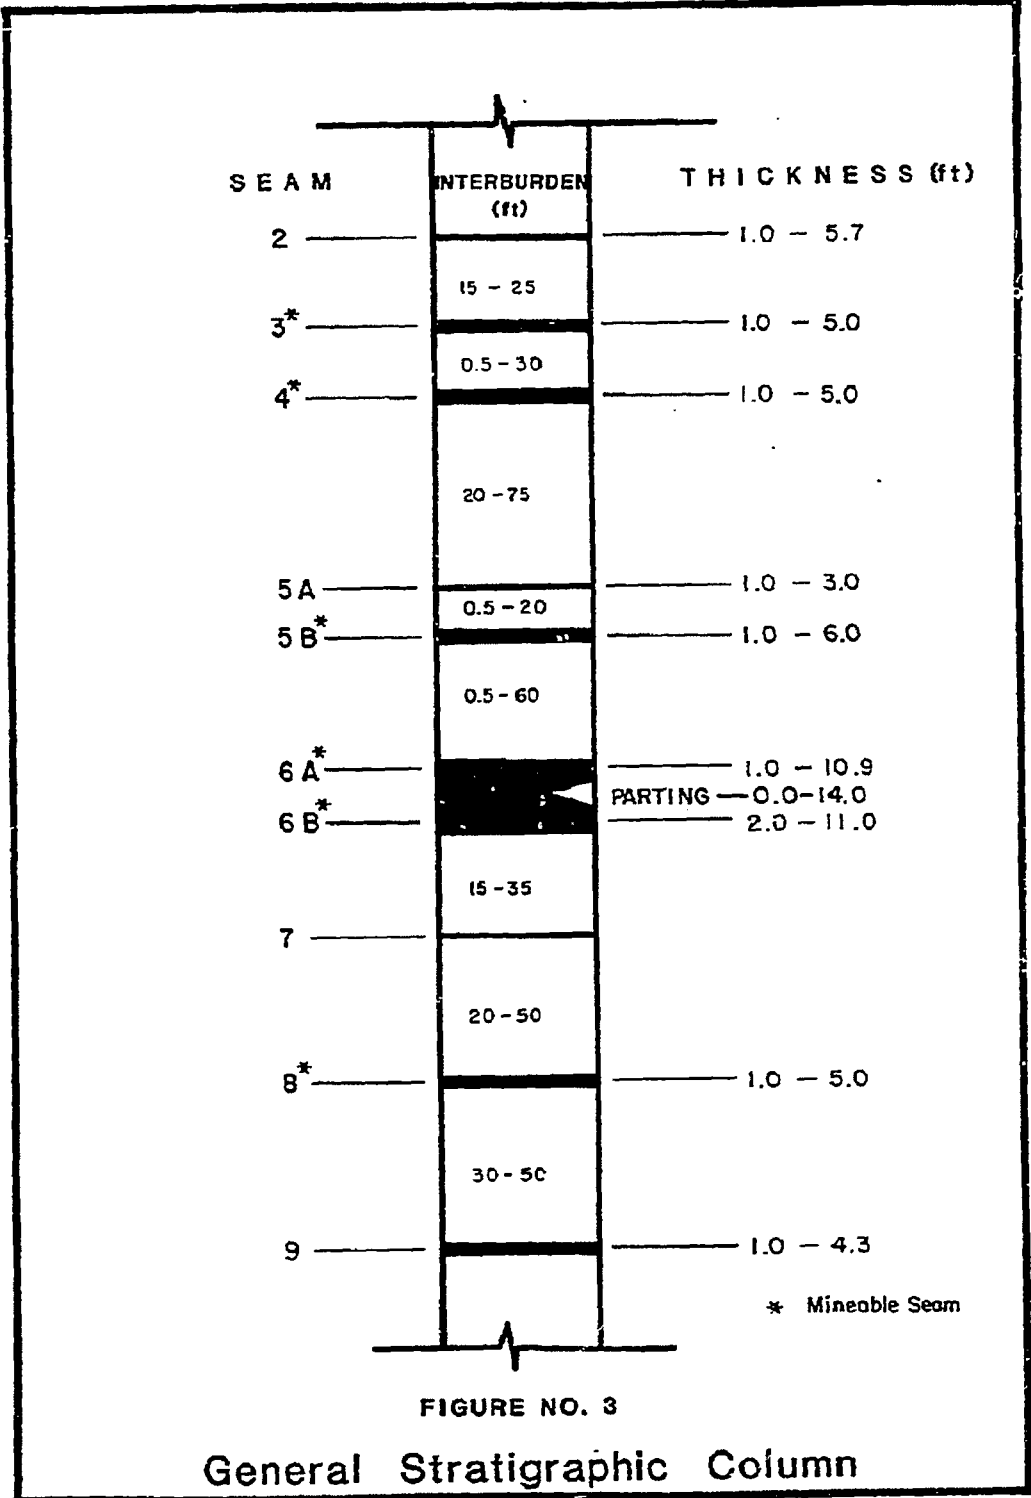 SEAM INTERBURDEN (ft) THICKNESS (ft)
2 1.0 - 5.7
15 - 25
3* 1.0 - 5.0
0.5 - 30
4* 1.0 - 5.0
20 - 75
5A 1.0 - 3.0
0.5 - 20
5B* 1.0 - 6.0
0.5 - 60
6A* 1.0 - 10.9
PARTING — 0.0-14.0
6B* 2.0 - 11.0
15 - 35
7
20 - 50
8* 1.0 - 5.0
30 - 50
9 1.0 - 4.3
* Mineable Seam
FIGURE NO. 3
General Stratigraphic Column